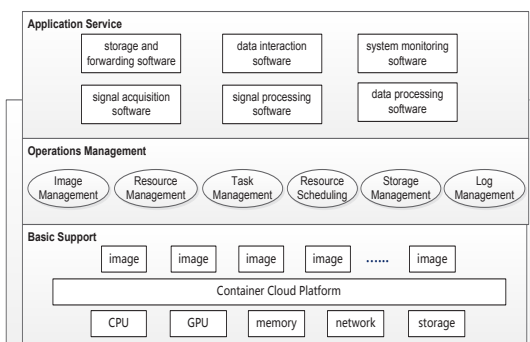 Application Service
storage and
forwarding software
data interaction
software
system monitoring
software
signal acquisition
software
signal processing
software
data processing
software
Operations Management
Image
Management
Resource
Management
Task
Management
Resource
Scheduling
Storage
Management
Log
Management
Basic Support
image
image
image
image
......
image
Container Cloud Platform
CPU
GPU
memory
network
storage